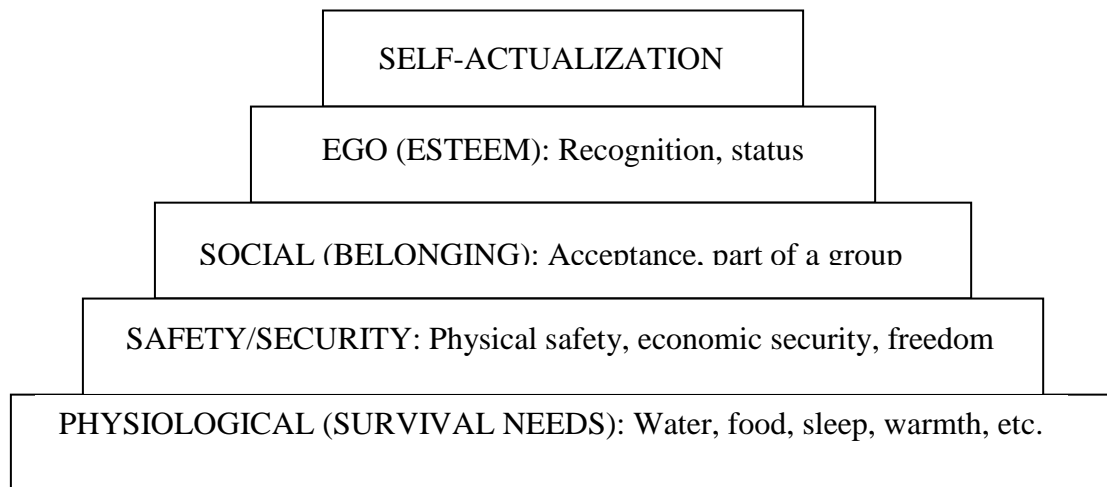 SELF-ACTUALIZATION
EGO (ESTEEM): Recognition, status
SOCIAL (BELONGING): Acceptance, part of a group
SAFETY/SECURITY: Physical safety, economic security, freedom
PHYSIOLOGICAL (SURVIVAL NEEDS): Water, food, sleep, warmth, etc.